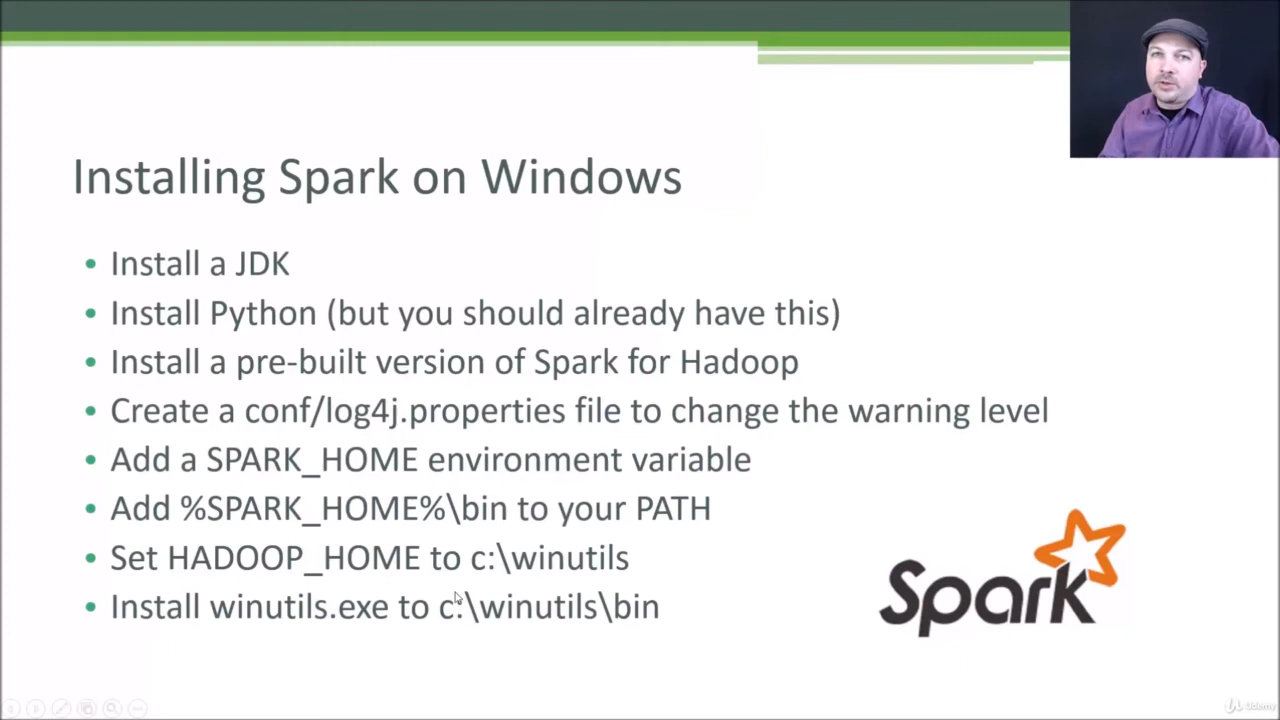 Installing Spark on Windows
• Install a JDK
• Install Python (but you should already have this)
• Install a pre-built version of Spark for Hadoop
• Create a conf/log4j.properties file to change the warning level
• Add a SPARK_HOME environment variable
• Add %SPARK_HOME%\bin to your PATH
• Set HADOOP_HOME to c:\winutils
• Install winutils.exe to c:\winutils\bin
Spark
Udemy